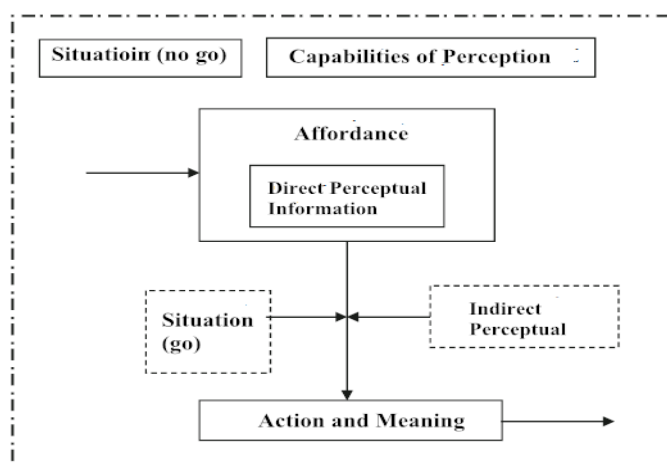 Situatioin (no go)
Capabilities of Perception :
Affordance
Direct Perceptual
Information
Situation
(go)
Indirect
Perceptual
Action and Meaning